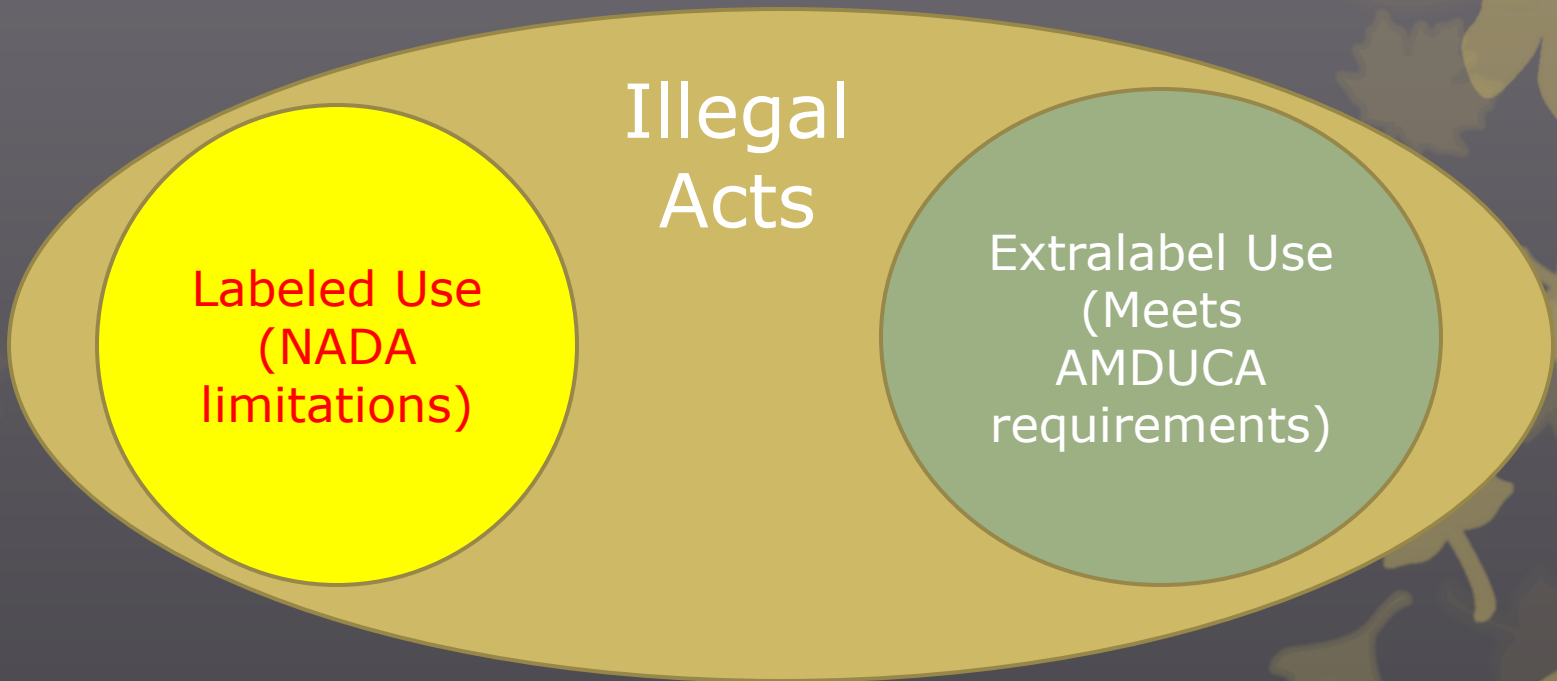 Illegal
Acts
Labeled Use
(NADA
limitations)
Extralabel Use
(Meets
AMDUCA
requirements)